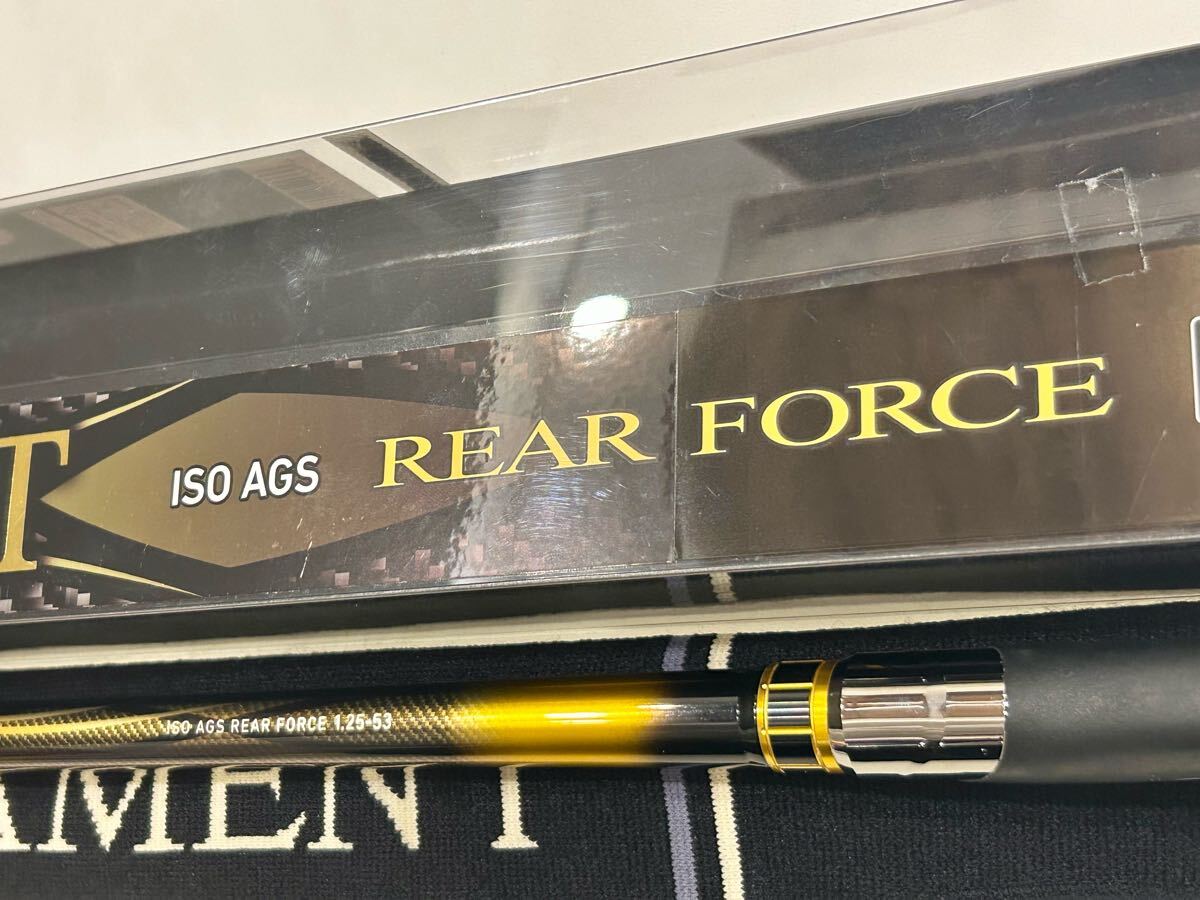 T ISO AGS REAR FORCE
ISO AGS REAR FORCE 1.25-53
AMENT